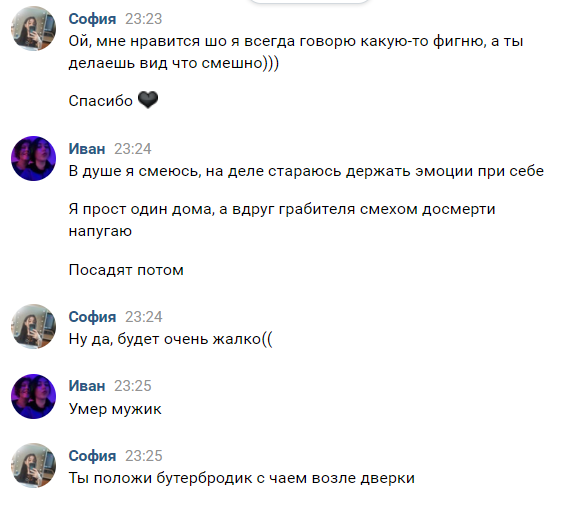 София 23:23
Ой, мне нравится шо я всегда говорю какую-то фигню, а ты
делаешь вид что смешно)))
Спасибо 🖤
Иван 23:24
В душе я смеюсь, на деле стараюсь держать эмоции при себе
Я прост один дома, а вдруг грабителя смехом досмерти
напугаю
Посадят потом
София 23:24
Ну да, будет очень жалко((
Иван 23:25
Умер мужик
София 23:25
Ты положи бутербродик с чаем возле дверки